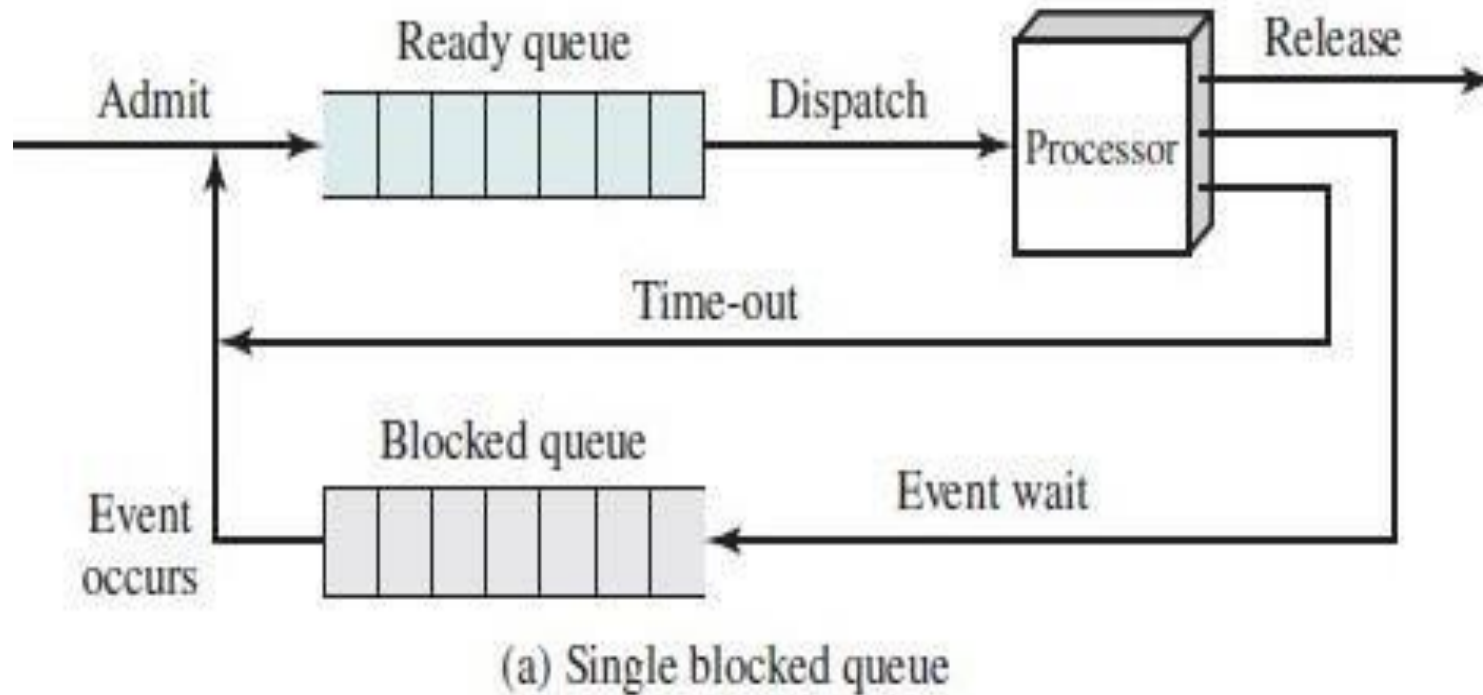 Ready queue
Release
Admit
Dispatch
Processor
Time-out
Blocked queue
Event wait
Event
occurs
(a) Single blocked queue